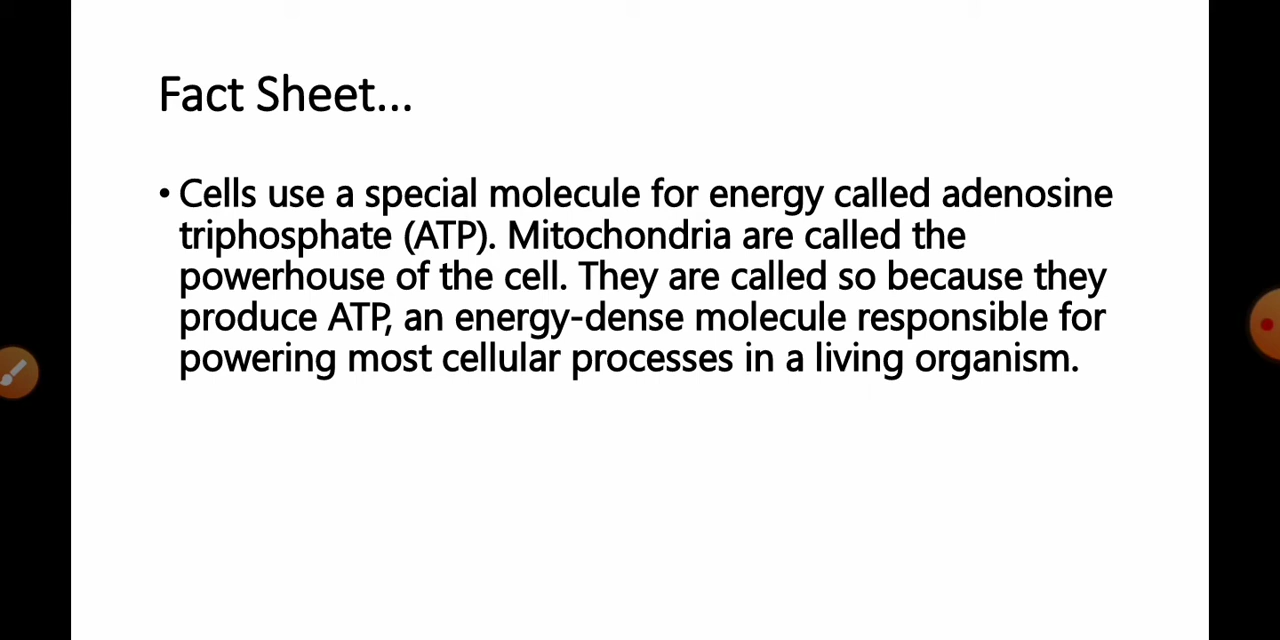 Fact Sheet...
• Cells use a special molecule for energy called adenosine
triphosphate (ATP). Mitochondria are called the
powerhouse of the cell. They are called so because they
produce ATP, an energy-dense molecule responsible for
powering most cellular processes in a living organism.